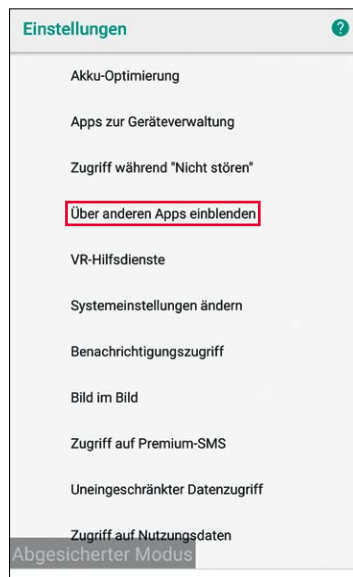 Einstellungen
?
Akku-Optimierung
Apps zur Geräteverwaltung
Zugriff während "Nicht stören"
Über anderen Apps einblenden
VR-Hilfsdienste
Systemeinstellungen ändern
Benachrichtigungszugriff
Bild im Bild
Zugriff auf Premium-SMS
Uneingeschränkter Datenzugriff
Zugriff auf Nutzungsdaten
Abgesicherter Modus